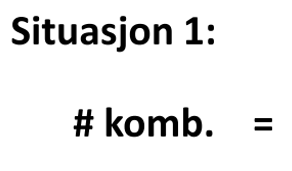 Situasjon 1:
# komb. =